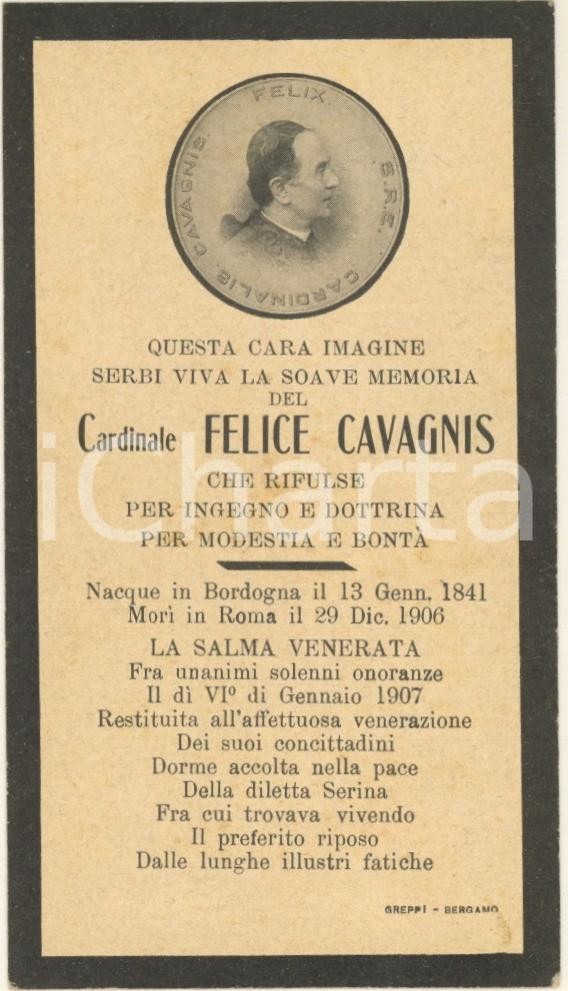 FELIX. S.R.E. CARDINALIS. CAVAGNIS.
QUESTA CARA IMAGINE
SERBI VIVA LA SOAVE MEMORIA
DEL
Cardinale FELICE CAVAGNIS
CHE RIFULSE
PER INGEGNO E DOTTRINA
PER MODESTIA E BONTÀ
iCharta
Nacque in Bordogna il 13 Genn. 1841
Morì in Roma il 29 Dic. 1906
LA SALMA VENERATA
Fra unanimi solenni onoranze
Il dì VIº di Gennaio 1907
Restituita all'affettuosa venerazione
Dei suoi concittadini
Dorme accolta nella pace
Della diletta Serina
Fra cui trovava vivendo
Il preferito riposo
Dalle lunghe illustri fatiche
GREPPI - BERGAMO